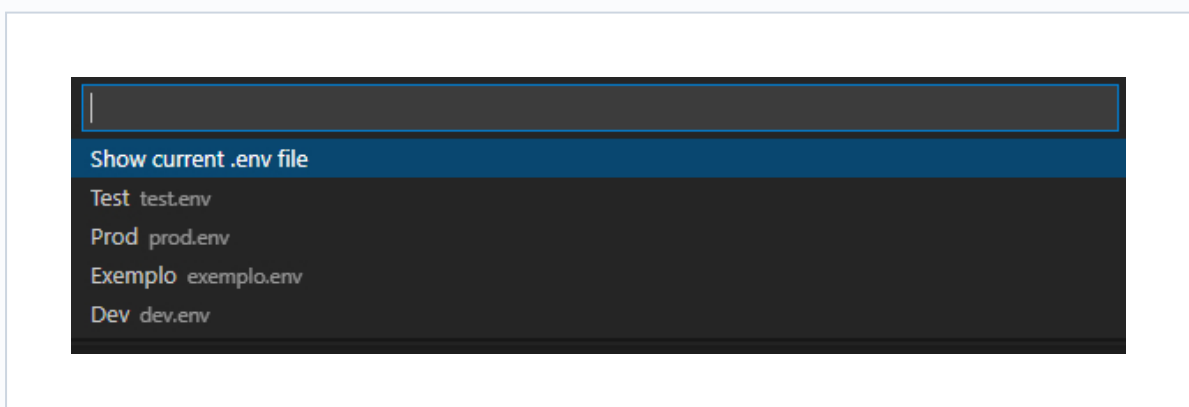 Show current .env file
Test test.env
Prod prod.env
Exemplo exemplo.env
Dev dev.env